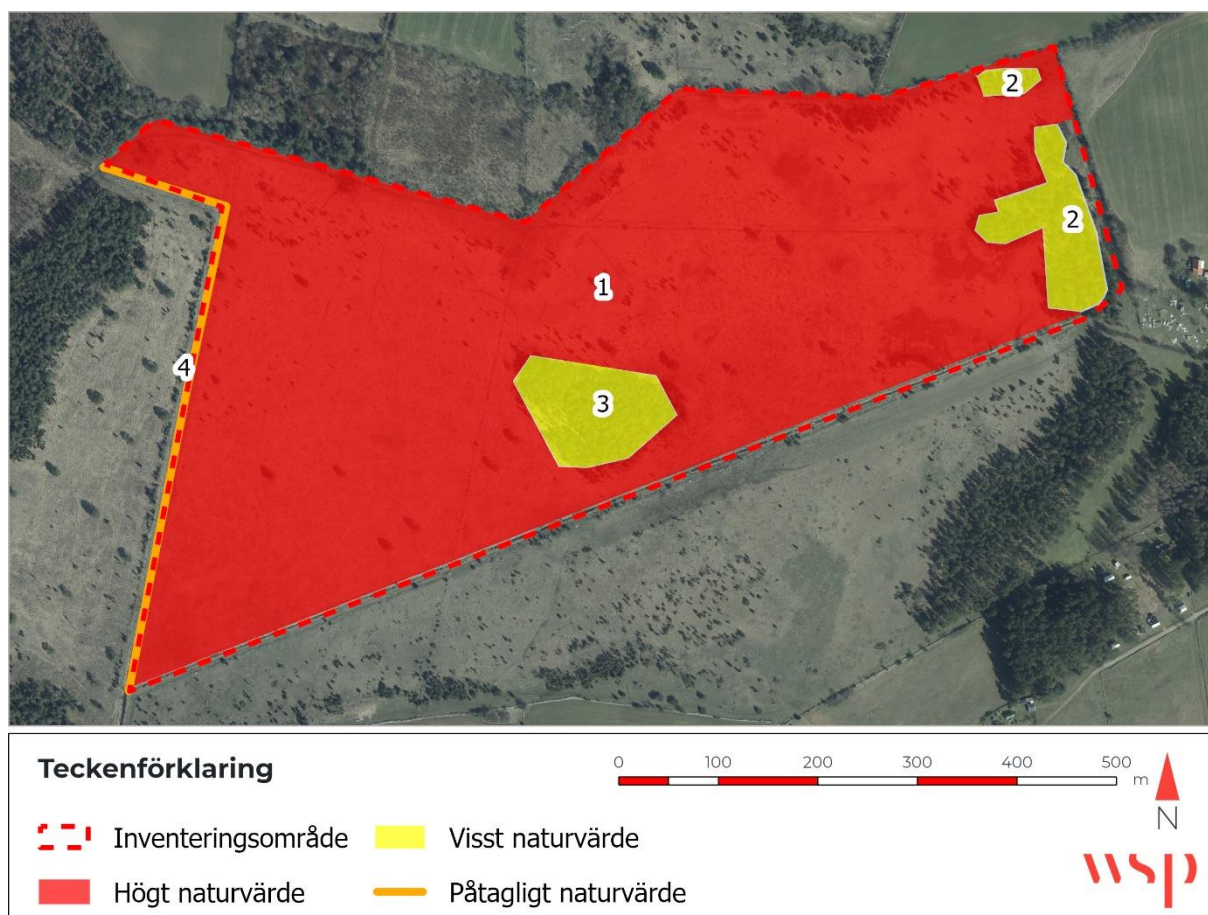 2
2
1
4
3
Teckenförklaring
0 100 200 300 400 500
m
N
Inventeringsområde
Visst naturvärde
Högt naturvärde
Påtagligt naturvärde
wsp